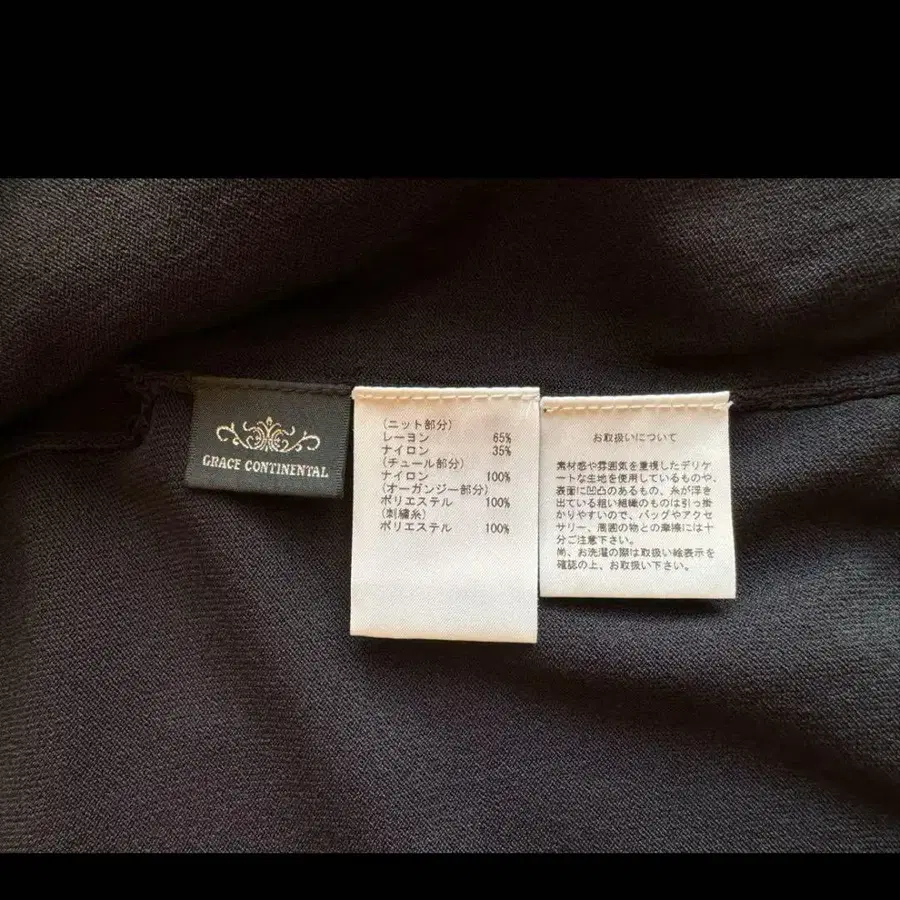 GRACE CONTINENTAL
(ニット部分)
レーヨン 65%
ナイロン 35%
(チュール部分)
ナイロン 100%
(オーガンジー部分)
ポリエステル 100%
(刺繍糸)
ポリエステル 100%
お取扱いについて
素材感や雰囲気を重視したデリケ
ートな生地を使用しているものや、
表面に凹凸のあるもの、糸が浮き
出ている粗い組織のものは引っ掛
かりやすいので、バッグやアクセ
サリー、周囲の物との摩擦には十
分ご注意下さい。
尚、お洗濯の際は取扱い絵表示を
確認の上、お取扱い下さい。